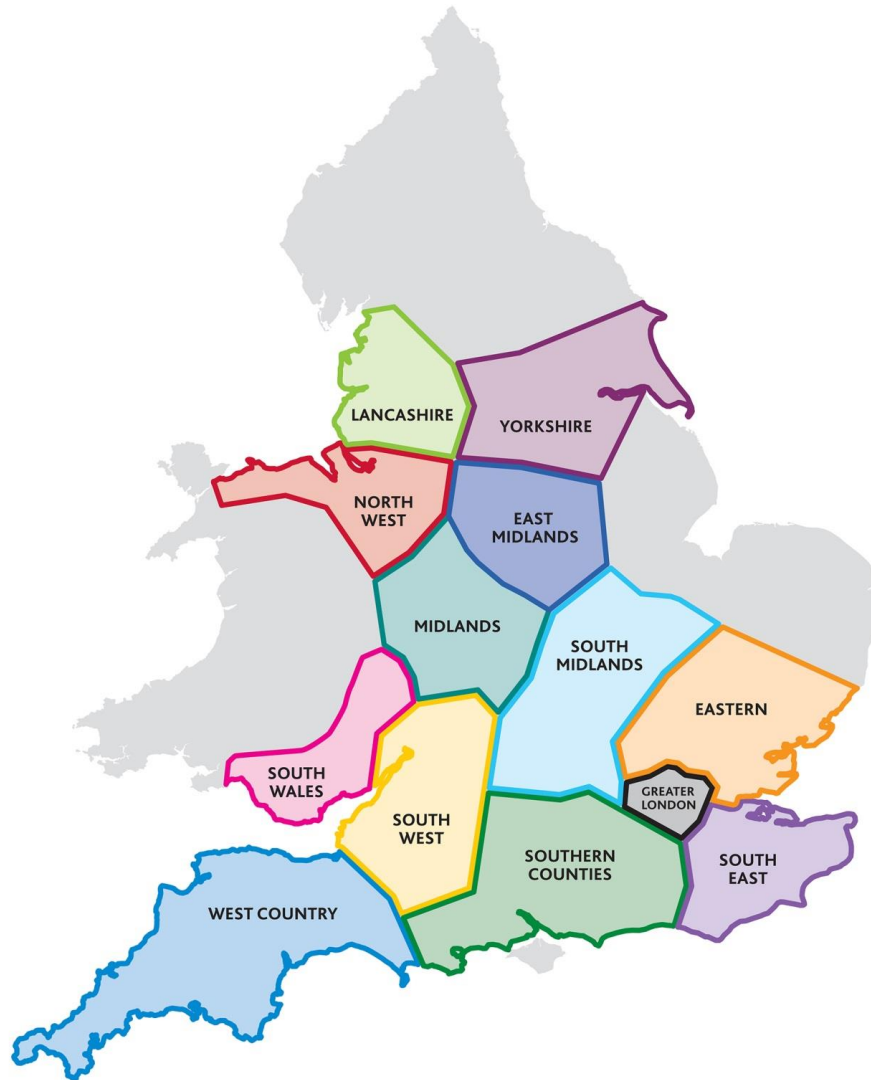 LANCASHIRE
YORKSHIRE
NORTH
WEST
EAST
MIDLANDS
MIDLANDS
SOUTH
MIDLANDS
EASTERN
SOUTH
WALES
GREATER
LONDON
SOUTH
WEST
SOUTHERN
COUNTIES
SOUTH
EAST
WEST COUNTRY